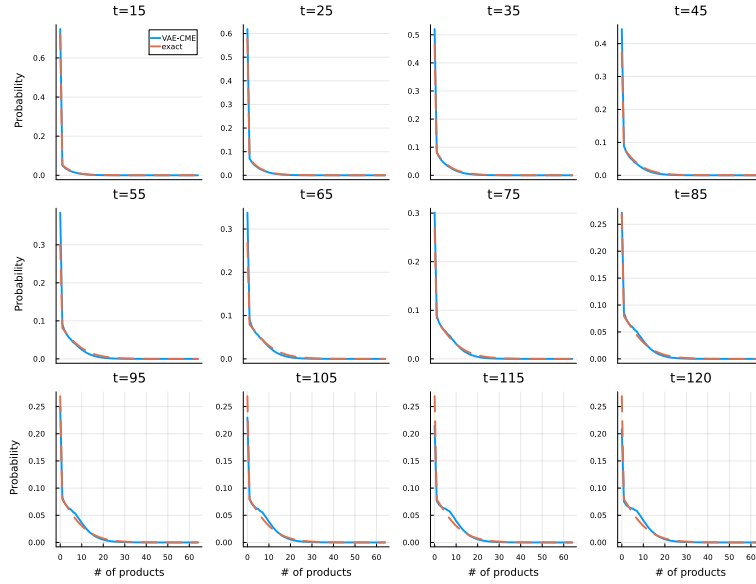 t=15
t=25
t=35
t=45
Probability
0.6
0.4
0.2
0.0
VAE-CME
exact
0.6
0.5
0.4
0.3
0.2
0.1
0.0
0.5
0.4
0.3
0.2
0.1
0.0
0.4
0.3
0.2
0.1
0.0
t=55
t=65
t=75
t=85
Probability
0.3
0.2
0.1
0.0
0.3
0.2
0.1
0.0
0.3
0.2
0.1
0.0
0.25
0.20
0.15
0.10
0.05
0.00
t=95
t=105
t=115
t=120
Probability
0.25
0.20
0.15
0.10
0.05
0.00
0.25
0.20
0.15
0.10
0.05
0.00
0.25
0.20
0.15
0.10
0.05
0.00
0.25
0.20
0.15
0.10
0.05
0.00
0 10 20 30 40 50 60
0 10 20 30 40 50 60
0 10 20 30 40 50 60
0 10 20 30 40 50 60
# of products
# of products
# of products
# of products